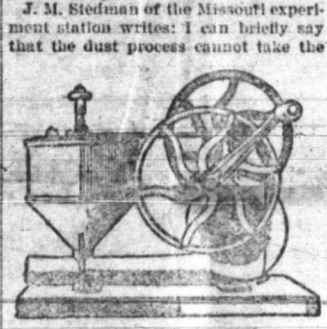 J. M. Stedman of the Missouri experi-
ment station writes: I can briefly say
that the dust process cannot take the